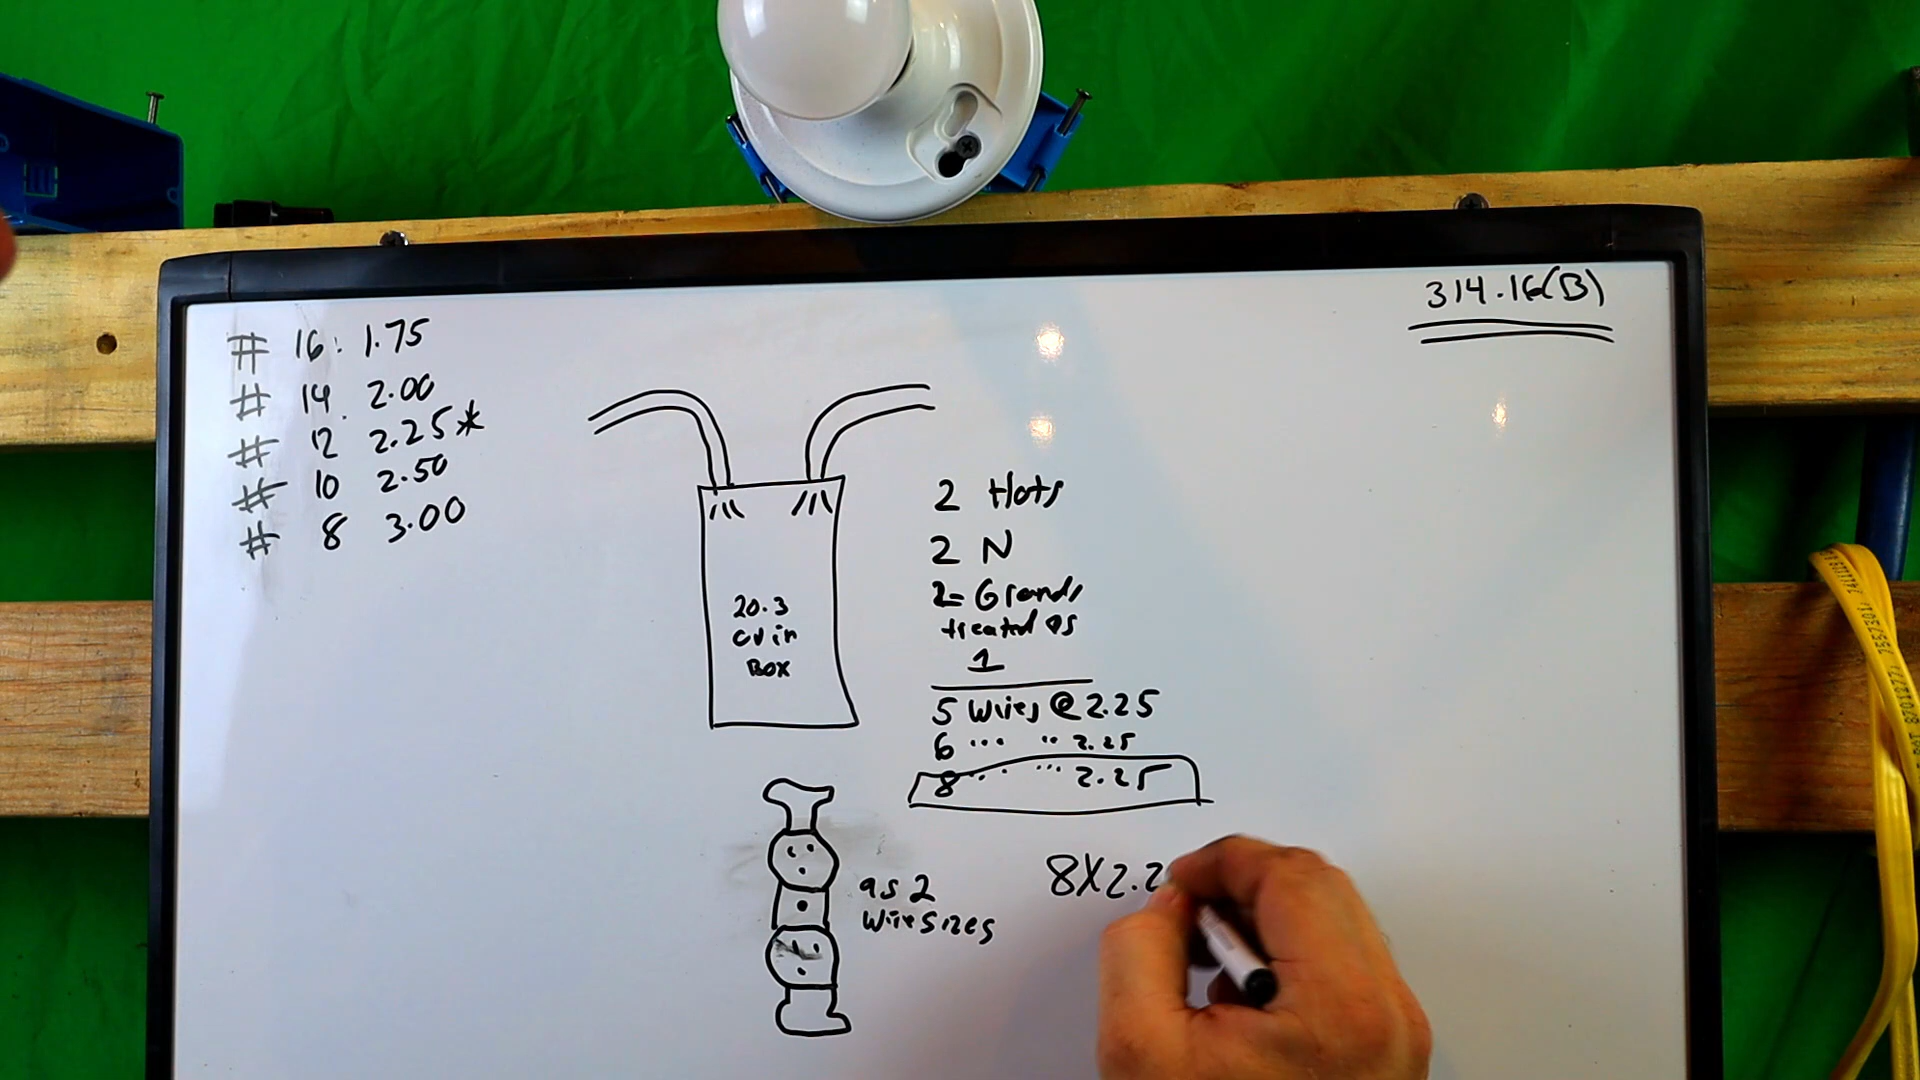 314.16(B)
# 16: 1.75
# 14 2.00
# 12 2.25*
# 10 2.50
# 8 3.00
20.3
cu in
Box
2 Hots
2 N
2= Grounds
treated as
1
5 Wires @ 2.25
6 " " 2.25
8 " " 2.25
as 2
wire sizes
8X2.2